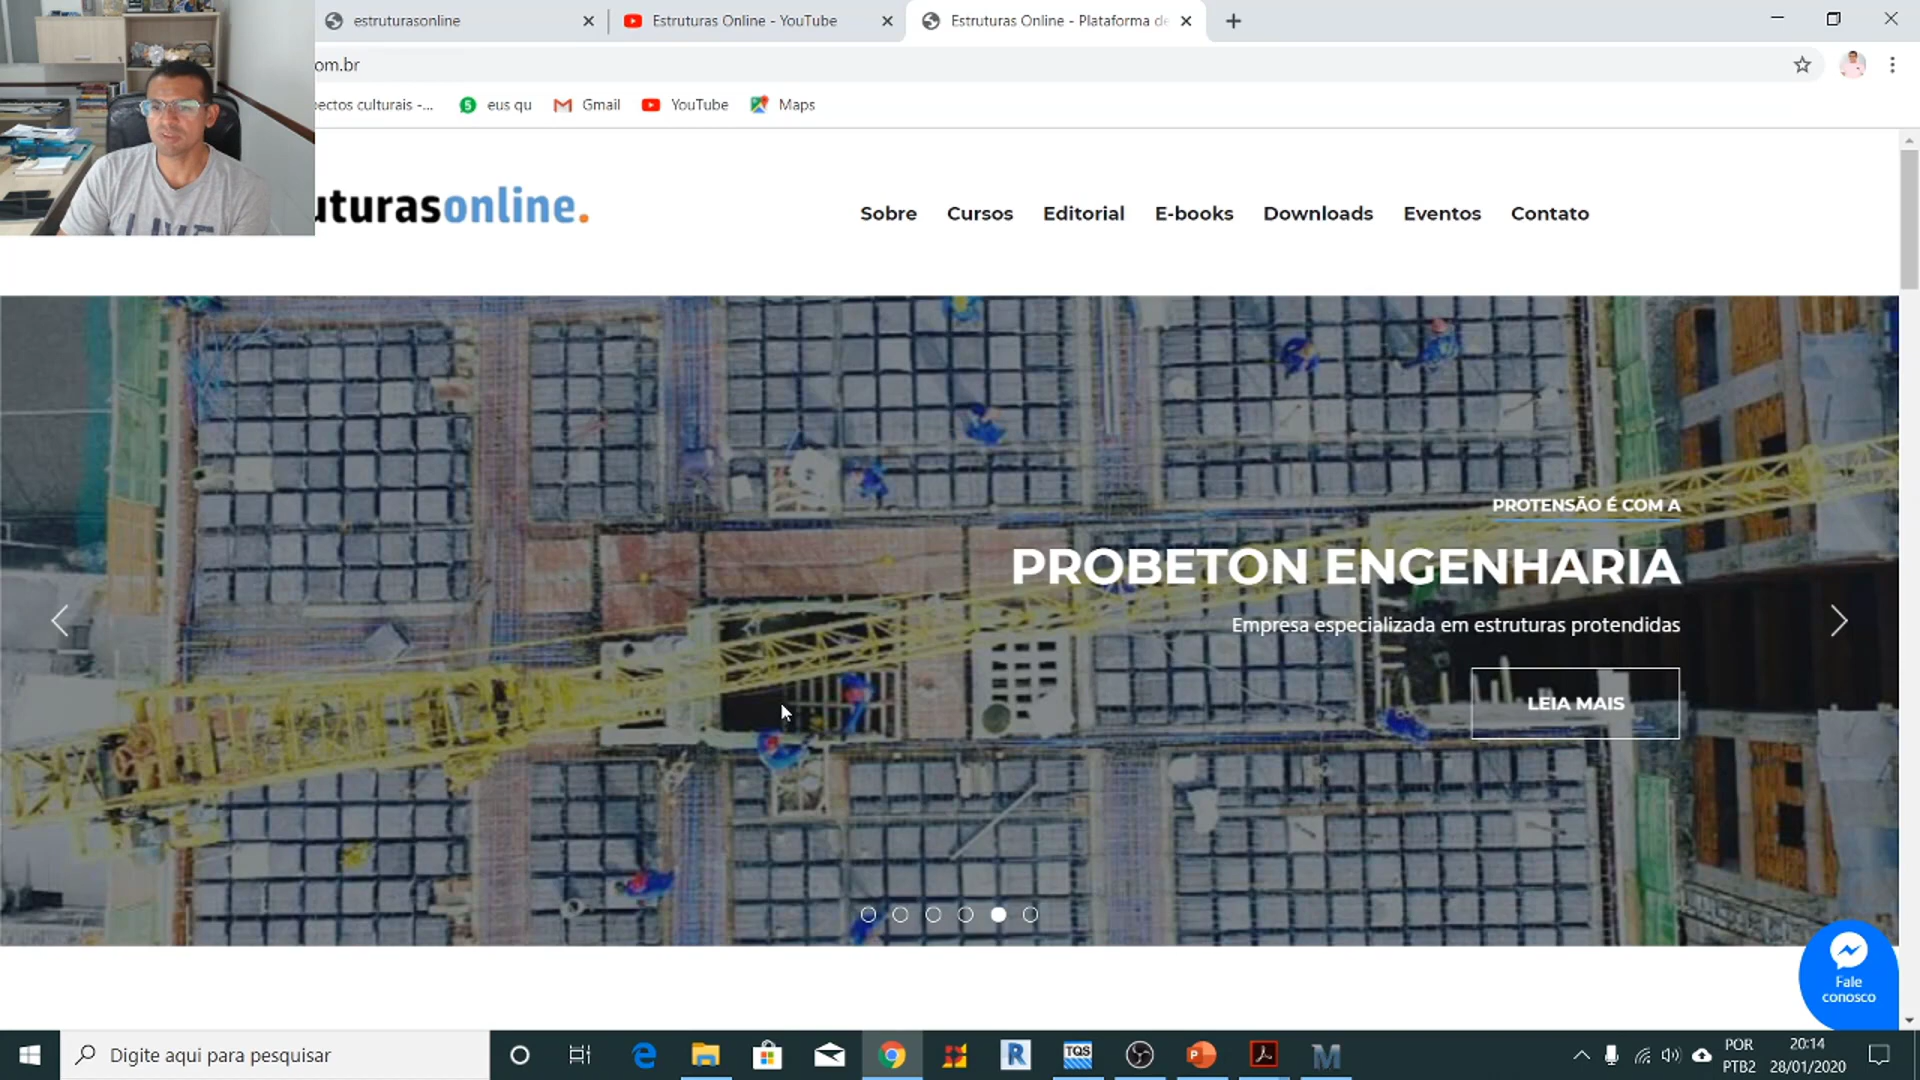 estruturasonline
Estruturas Online - YouTube
Estruturas Online - Plataforma de
om.br
ectos culturais -...
eus qu
Gmail
YouTube
Maps
uturasonline.
Sobre
Cursos
Editorial
E-books
Downloads
Eventos
Contato
PROTENSÃO É COM A
PROBETON ENGENHARIA
Empresa especializada em estruturas protendidas
LEIA MAIS
Fale
conosco
Digite aqui para pesquisar
TQS
POR
PTB2
20:14
28/01/2020